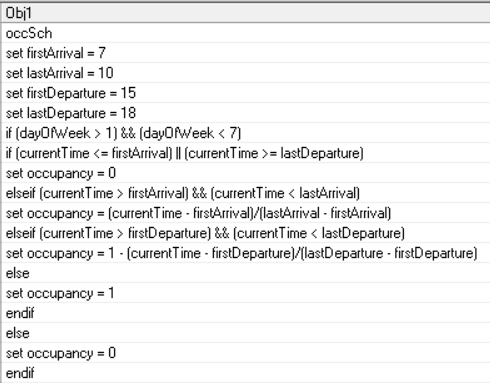 Obj1
occSch
set firstArrival = 7
set lastArrival = 10
set firstDeparture = 15
set lastDeparture = 18
if (dayOfWeek > 1) && (dayOfWeek < 7)
if (currentTime <= firstArrival) || (currentTime >= lastDeparture)
set occupancy = 0
elseif (currentTime > firstArrival) && (currentTime < lastArrival)
set occupancy = (currentTime - firstArrival)/(lastArrival - firstArrival)
elseif (currentTime > firstDeparture) && (currentTime < lastDeparture)
set occupancy = 1 - (currentTime - firstDeparture)/(lastDeparture - firstDeparture)
else
set occupancy = 1
endif
else
set occupancy = 0
endif